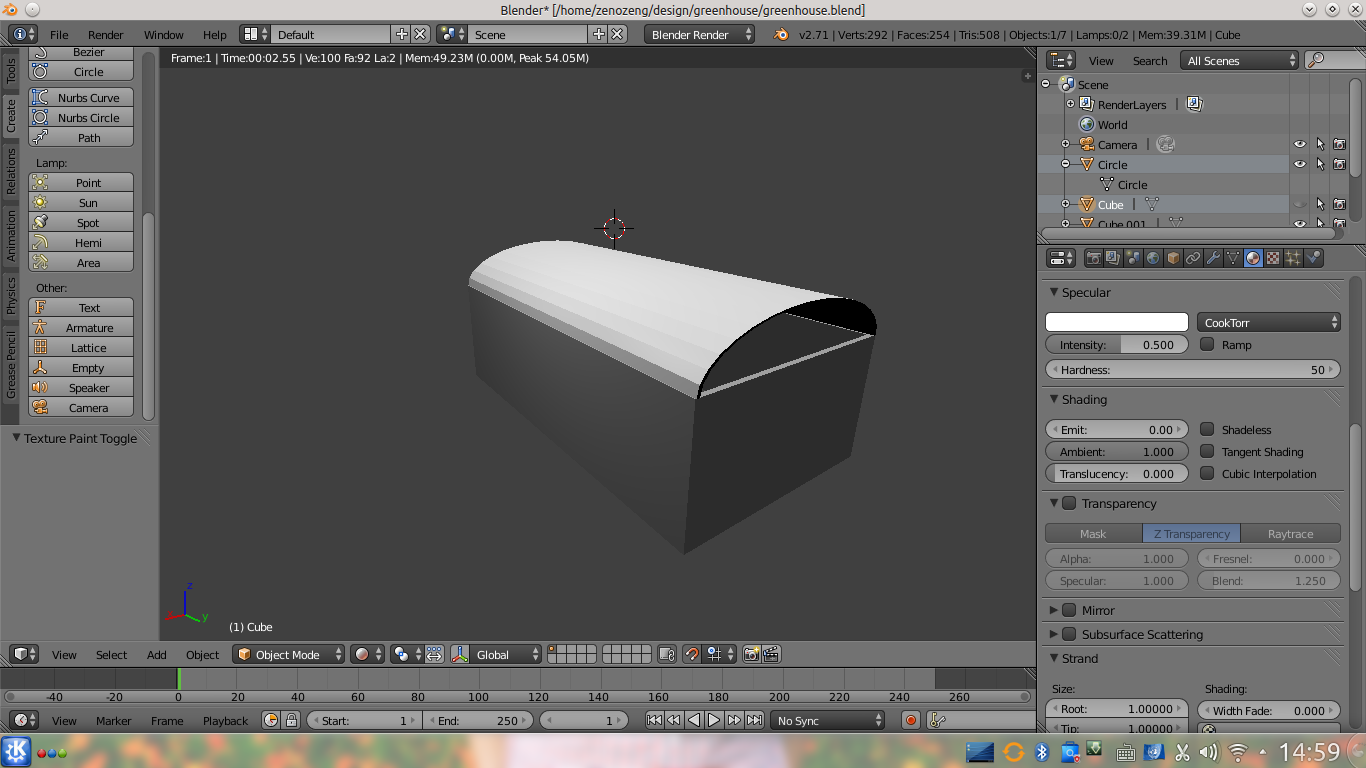 Blender* [/home/zenozeng/design/greenhouse/greenhouse.blend]
File Render Window Help Default Scene Blender Render v2.71 | Verts:292 | Faces:254 | Tris:508 | Objects:1/7 | Lamps:0/2 | Mem:39.31M | Cube
Tools
Create
Relations
Animation
Physics
Grease Pencil
Bezier
Circle
Nurbs Curve
Nurbs Circle
Path
Lamp:
Point
Sun
Spot
Hemi
Area
Other:
Text
Armature
Lattice
Empty
Speaker
Camera
Texture Paint Toggle
Frame:1 | Time:00:02.55 | Ve:100 Fa:92 La:2 | Mem:49.23M (0.00M, Peak 54.05M)
z
x
y
(1) Cube
View Select Add Object Object Mode Global
-40 -20 0 20 40 60 80 100 120 140 160 180 200 220 240 260
View Marker Frame Playback Start: 1 End: 250 1 No Sync
View Search All Scenes
Scene
RenderLayers |
World
Camera |
Circle
Circle
Cube |
Cube.001 |
Specular
CookTorr
Intensity: 0.500 Ramp
Hardness: 50
Shading
Emit: 0.00 Shadeless
Ambient: 1.000 Tangent Shading
Translucency: 0.000 Cubic Interpolation
Transparency
Mask Z Transparency Raytrace
Alpha: 1.000 Fresnel: 0.000
Specular: 1.000 Blend: 1.250
Mirror
Subsurface Scattering
Strand
Size: Shading:
Root: 1.00000 Width Fade: 0.000
Tip: 1.00000
14:59